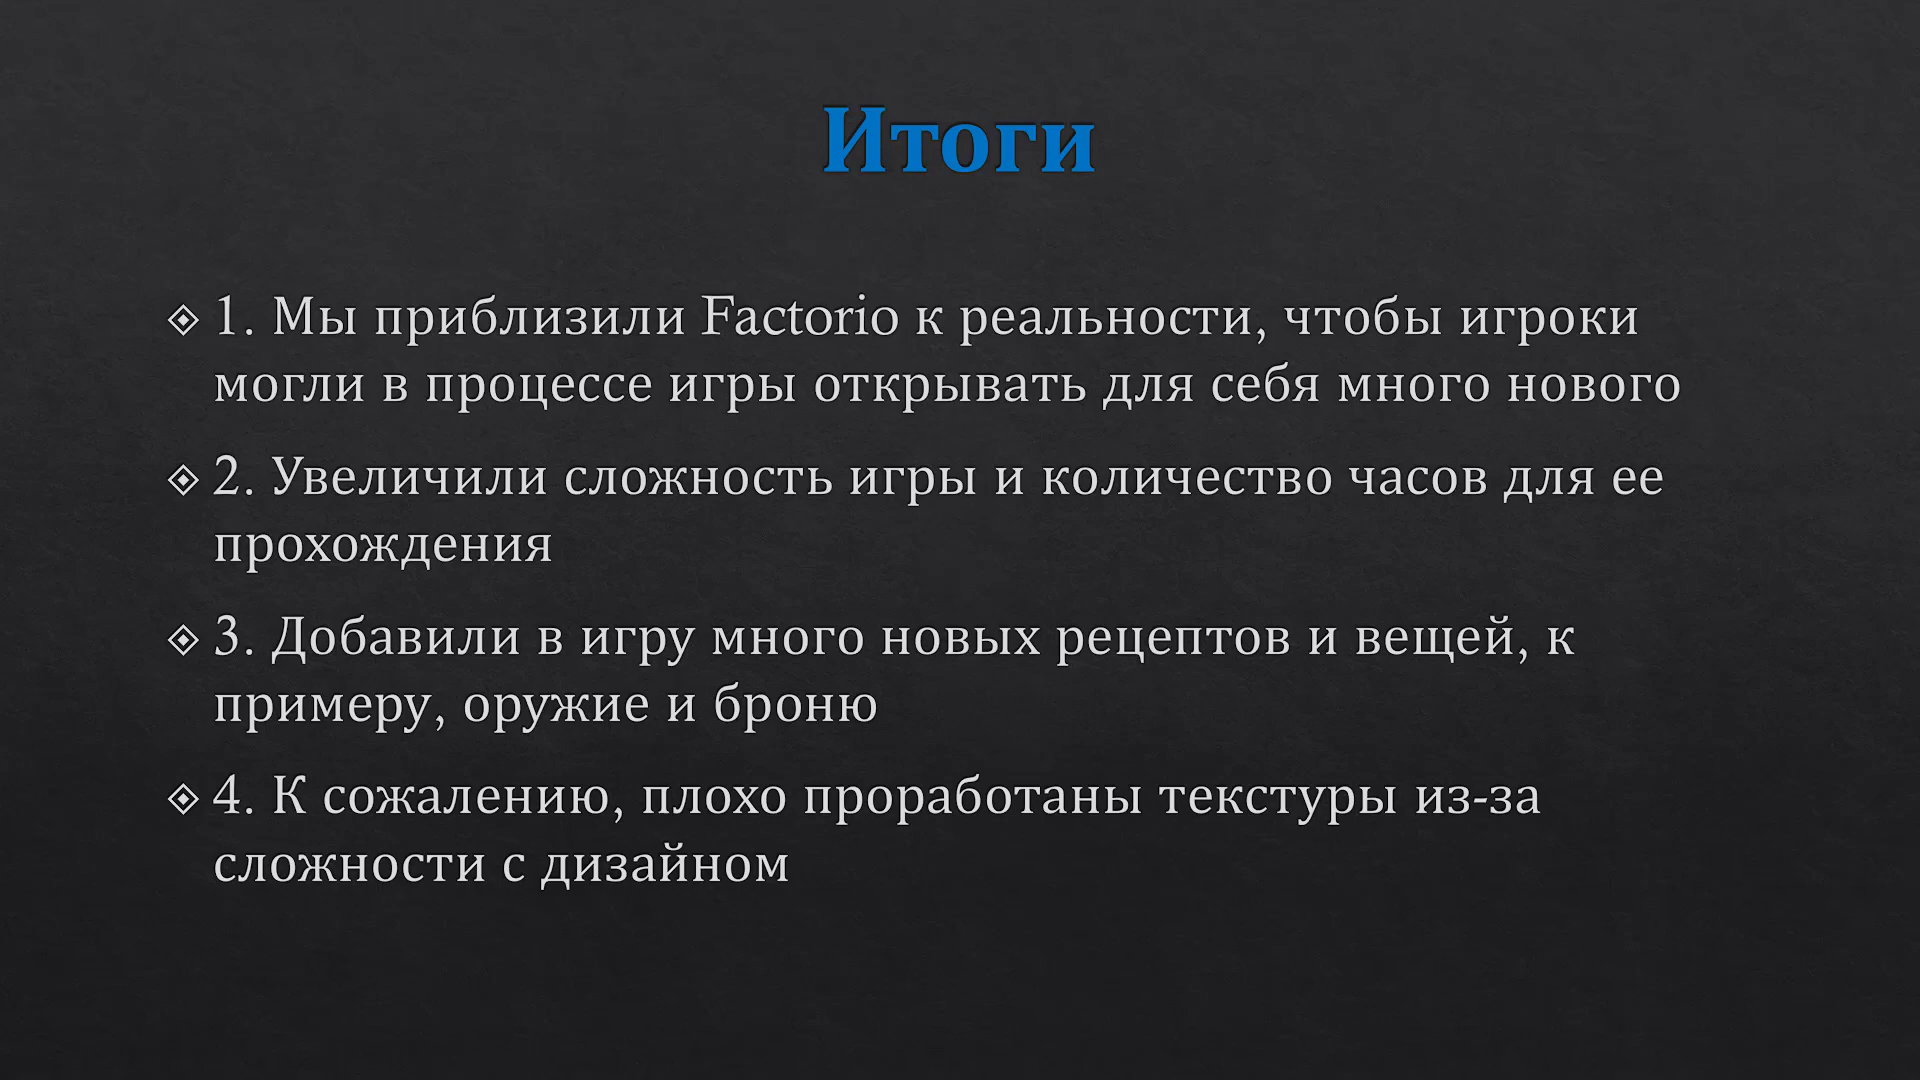 Итоги
1. Мы приблизили Factorio к реальности, чтобы игроки
могли в процессе игры открывать для себя много нового
2. Увеличили сложность игры и количество часов для ее
прохождения
3. Добавили в игру много новых рецептов и вещей, к
примеру, оружие и броню
4. К сожалению, плохо проработаны текстуры из-за
сложности с дизайном